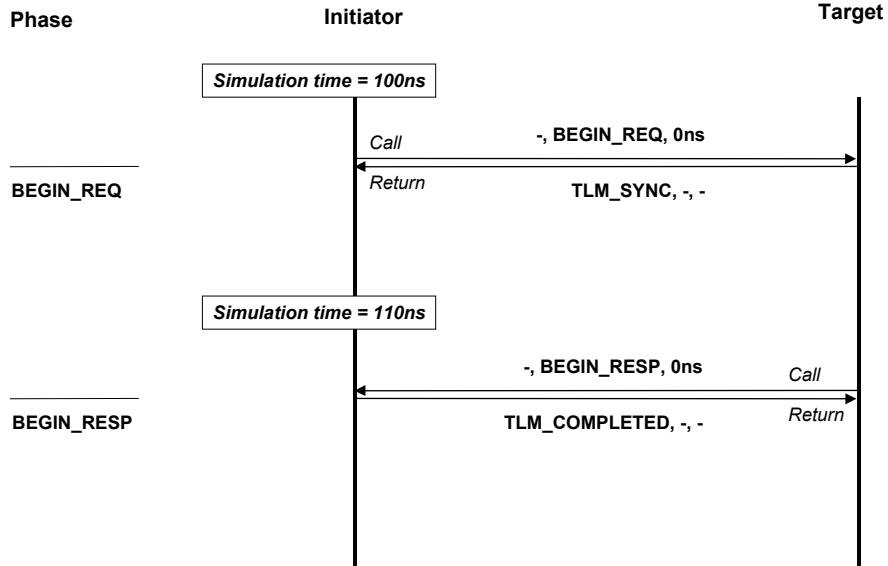 Phase
Initiator
Target
Simulation time = 100ns
Call
-, BEGIN_REQ, 0ns
BEGIN_REQ
Return
TLM_SYNC, -, -
Simulation time = 110ns
-, BEGIN_RESP, 0ns
Call
BEGIN_RESP
TLM_COMPLETED, -, -
Return